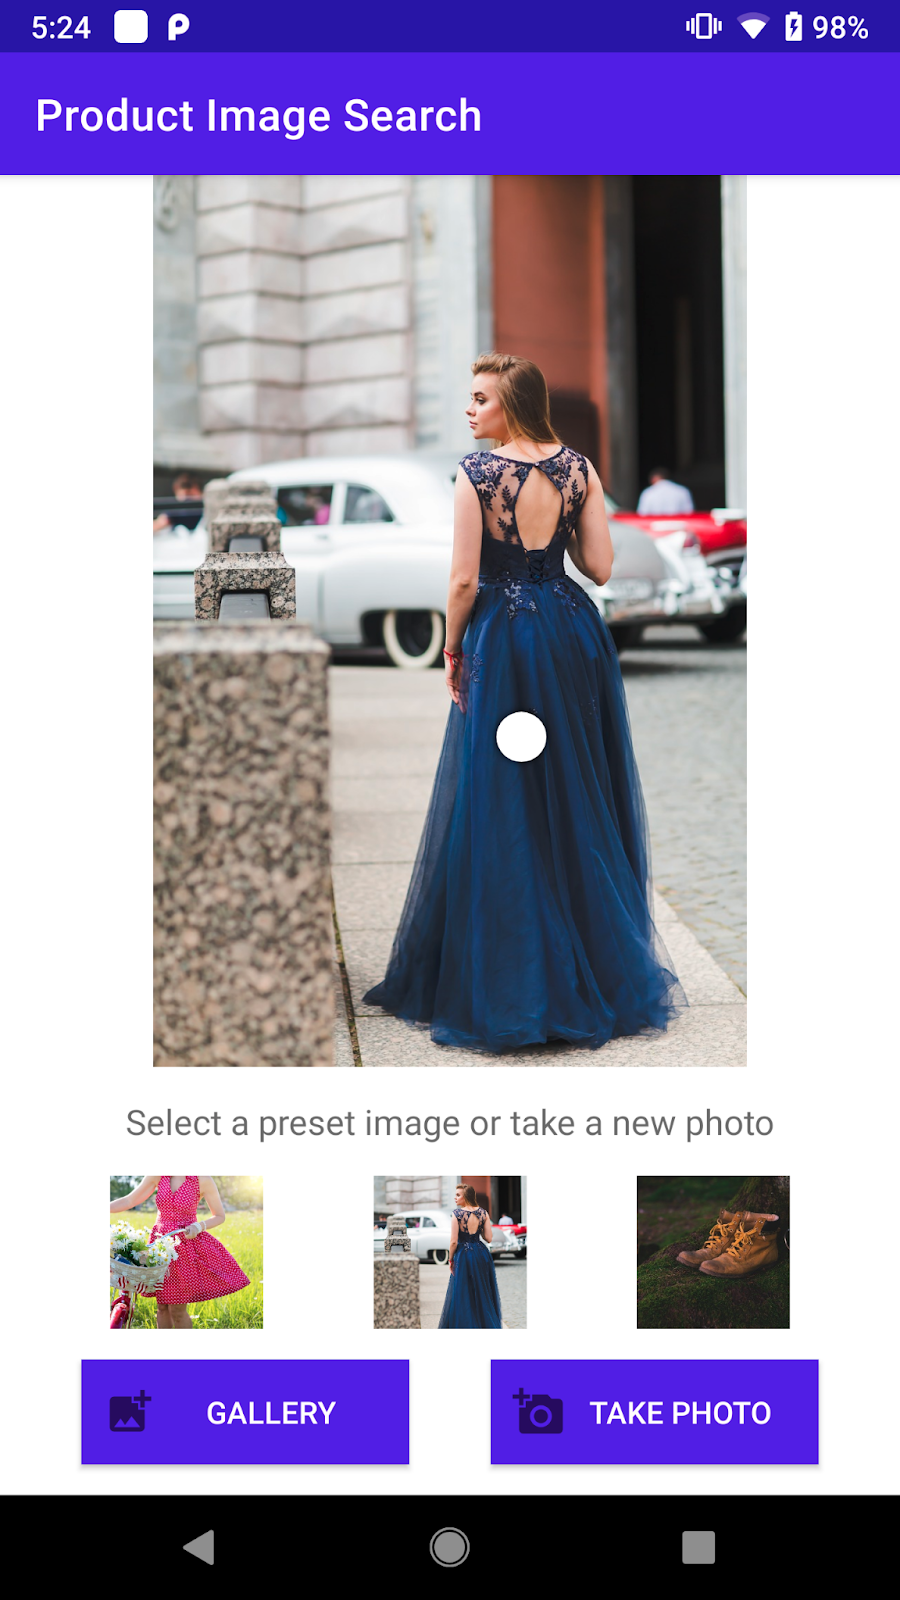 5:24 98%
Product Image Search
Select a preset image or take a new photo
GALLERY
TAKE PHOTO